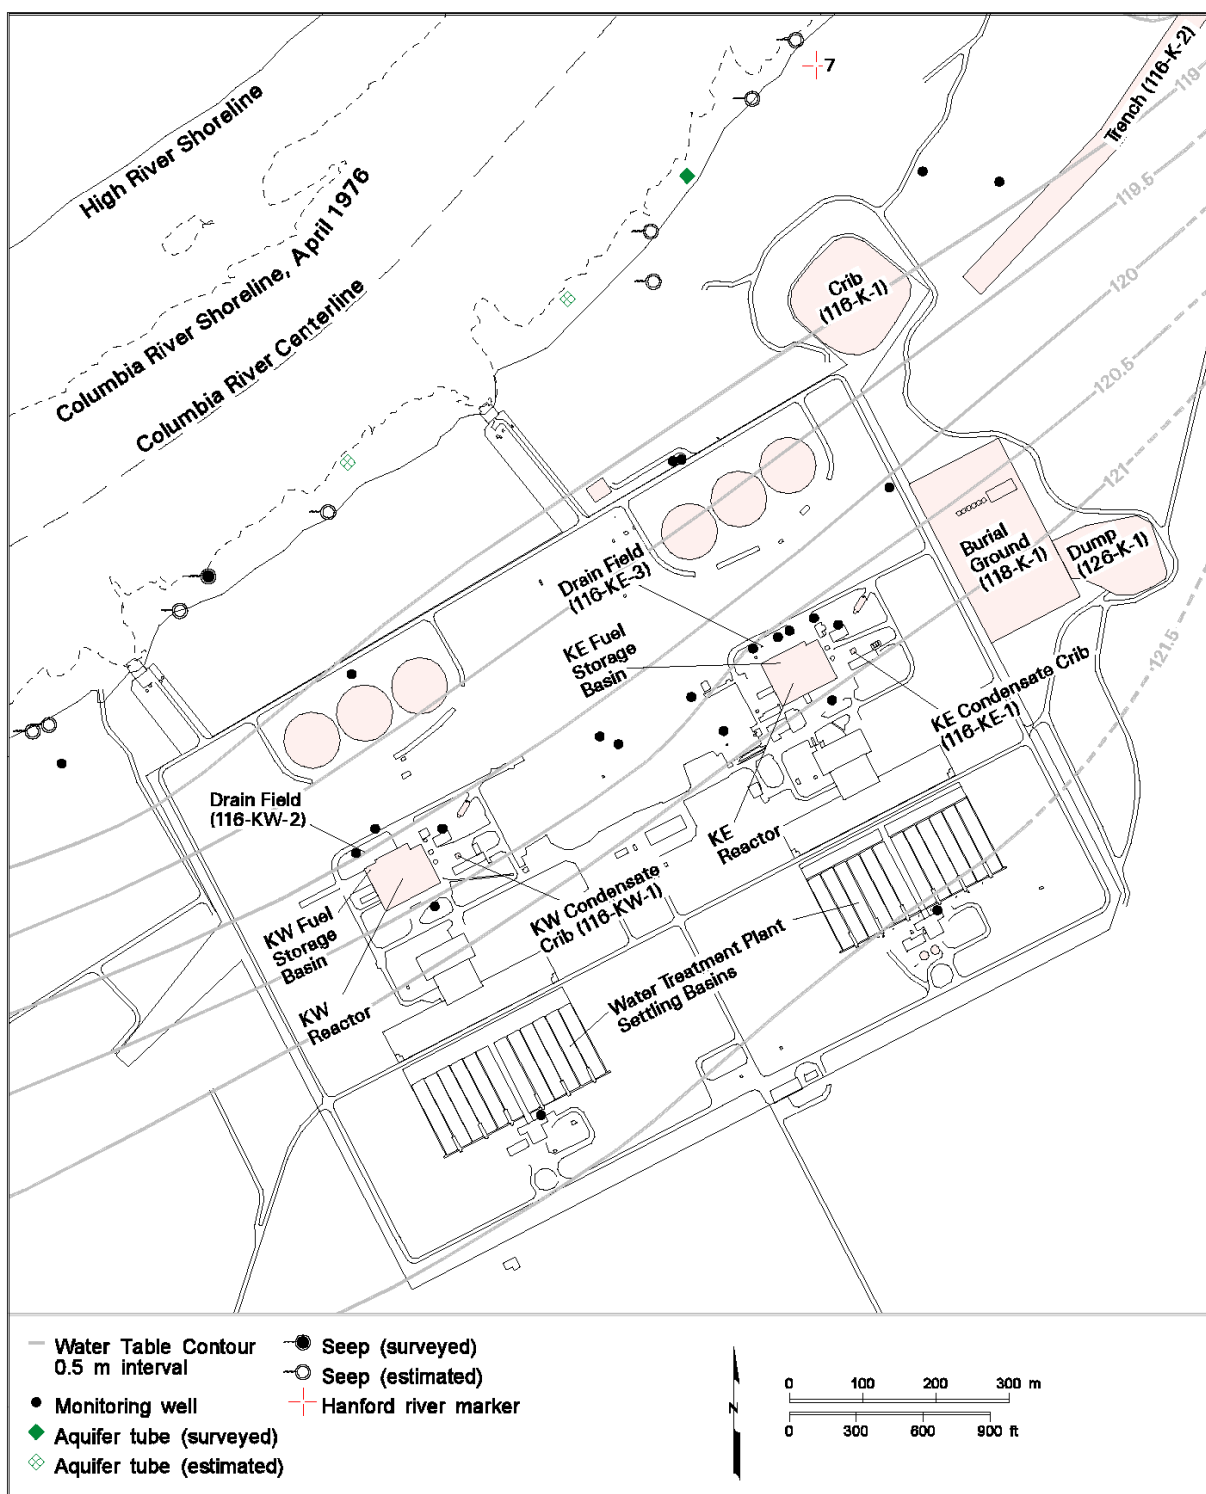 7
Trench (116-K-2)
119
High River Shoreline
119.5
Columbia River Shoreline, April 1976
Columbia River Centerline
Crib
(116-K-1)
120
120.5
121
Burial
Ground
(118-K-1)
Dump
(126-K-1)
Drain Field
(116-KE-3)
KE Fuel
Storage
Basin
121.5
KE Condensate Crib
(116-KE-1)
Drain Field
(116-KW-2)
KE
Reactor
KW Fuel
Storage
Basin
KW Condensate
Crib (116-KW-1)
KW
Reactor
Water Treatment Plant
Settling Basins
Water Table Contour
0.5 m interval
Monitoring well
Aquifer tube (surveyed)
Aquifer tube (estimated)
Seep (surveyed)
Seep (estimated)
Hanford river marker
N
0 100 200 300 m
0 300 600 900 ft